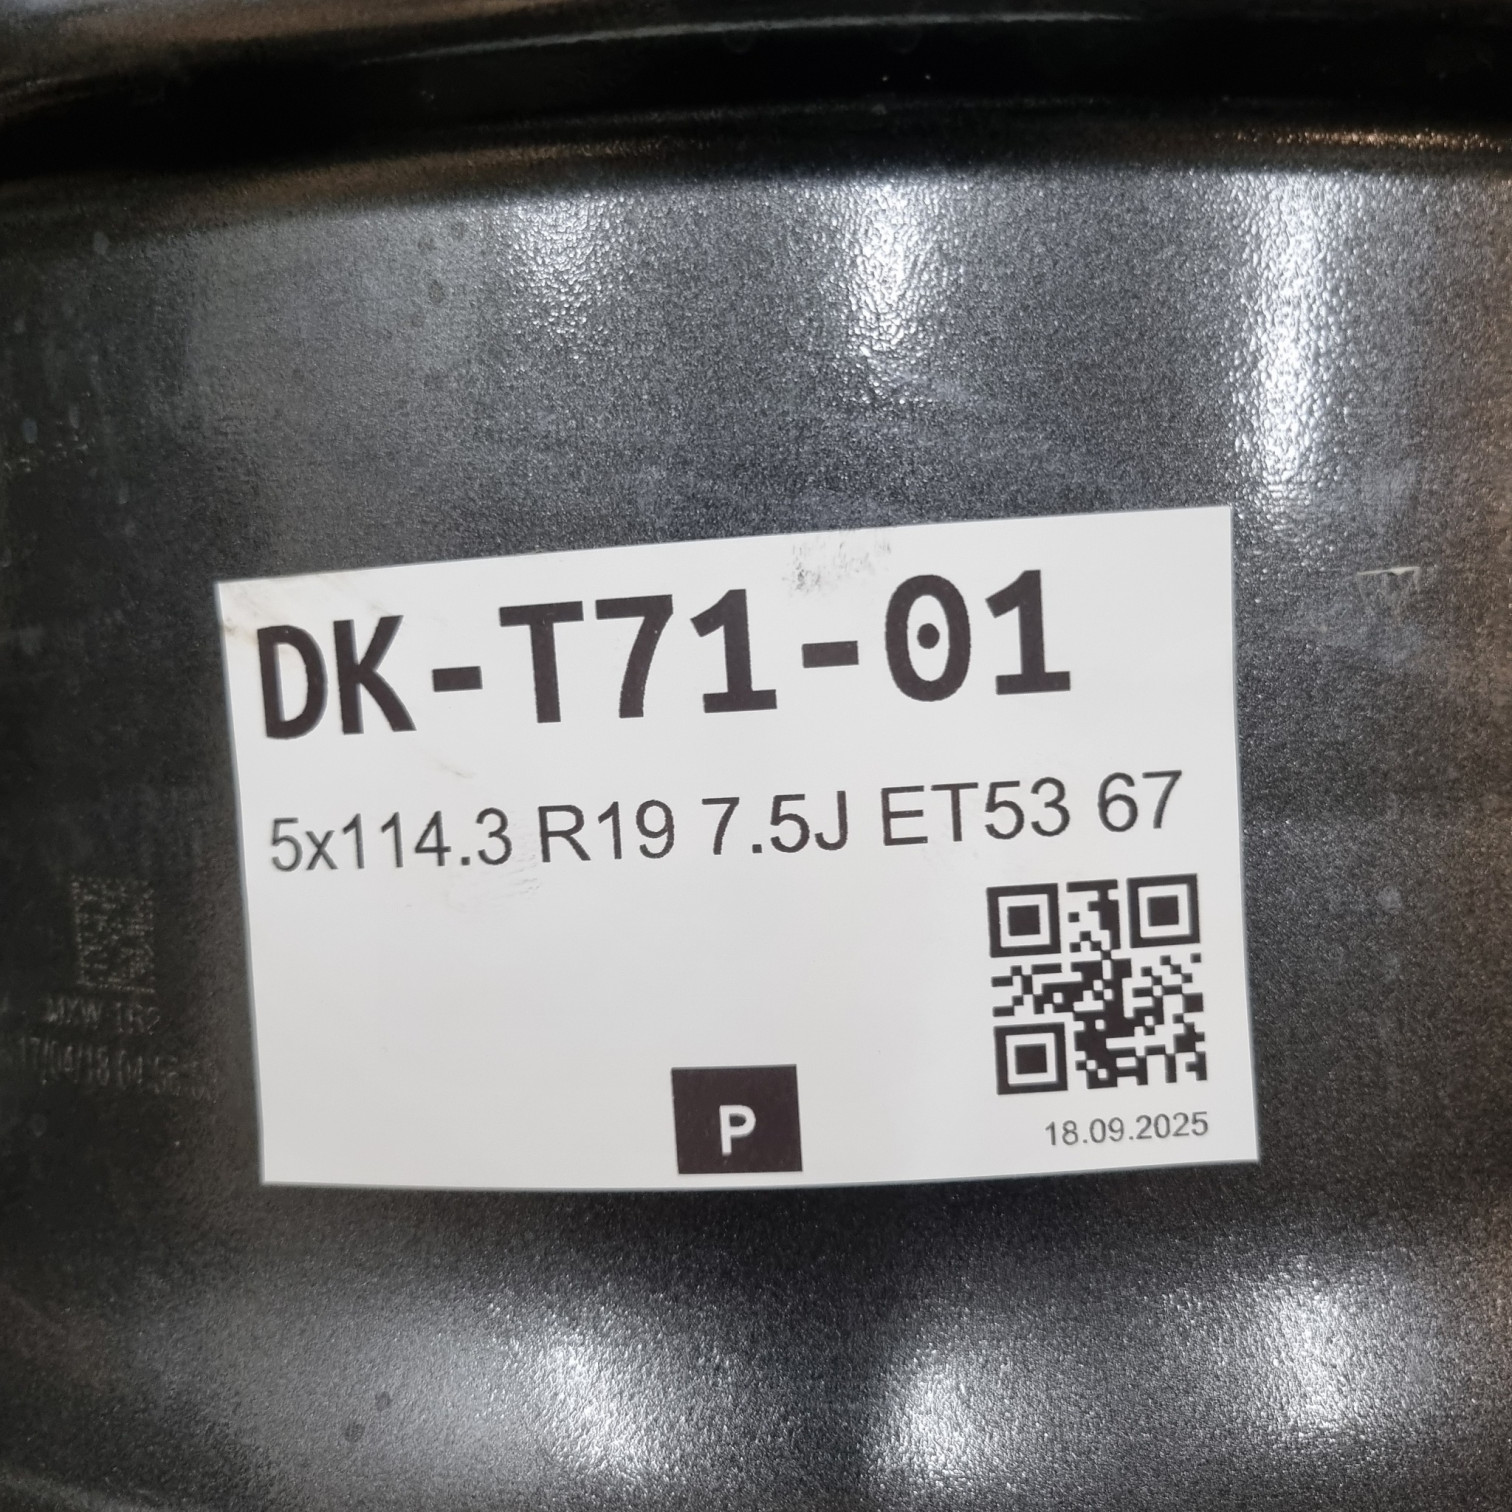 DK-T71-01
5x114.3 R19 7.5J ET53 67
P
18.09.2025